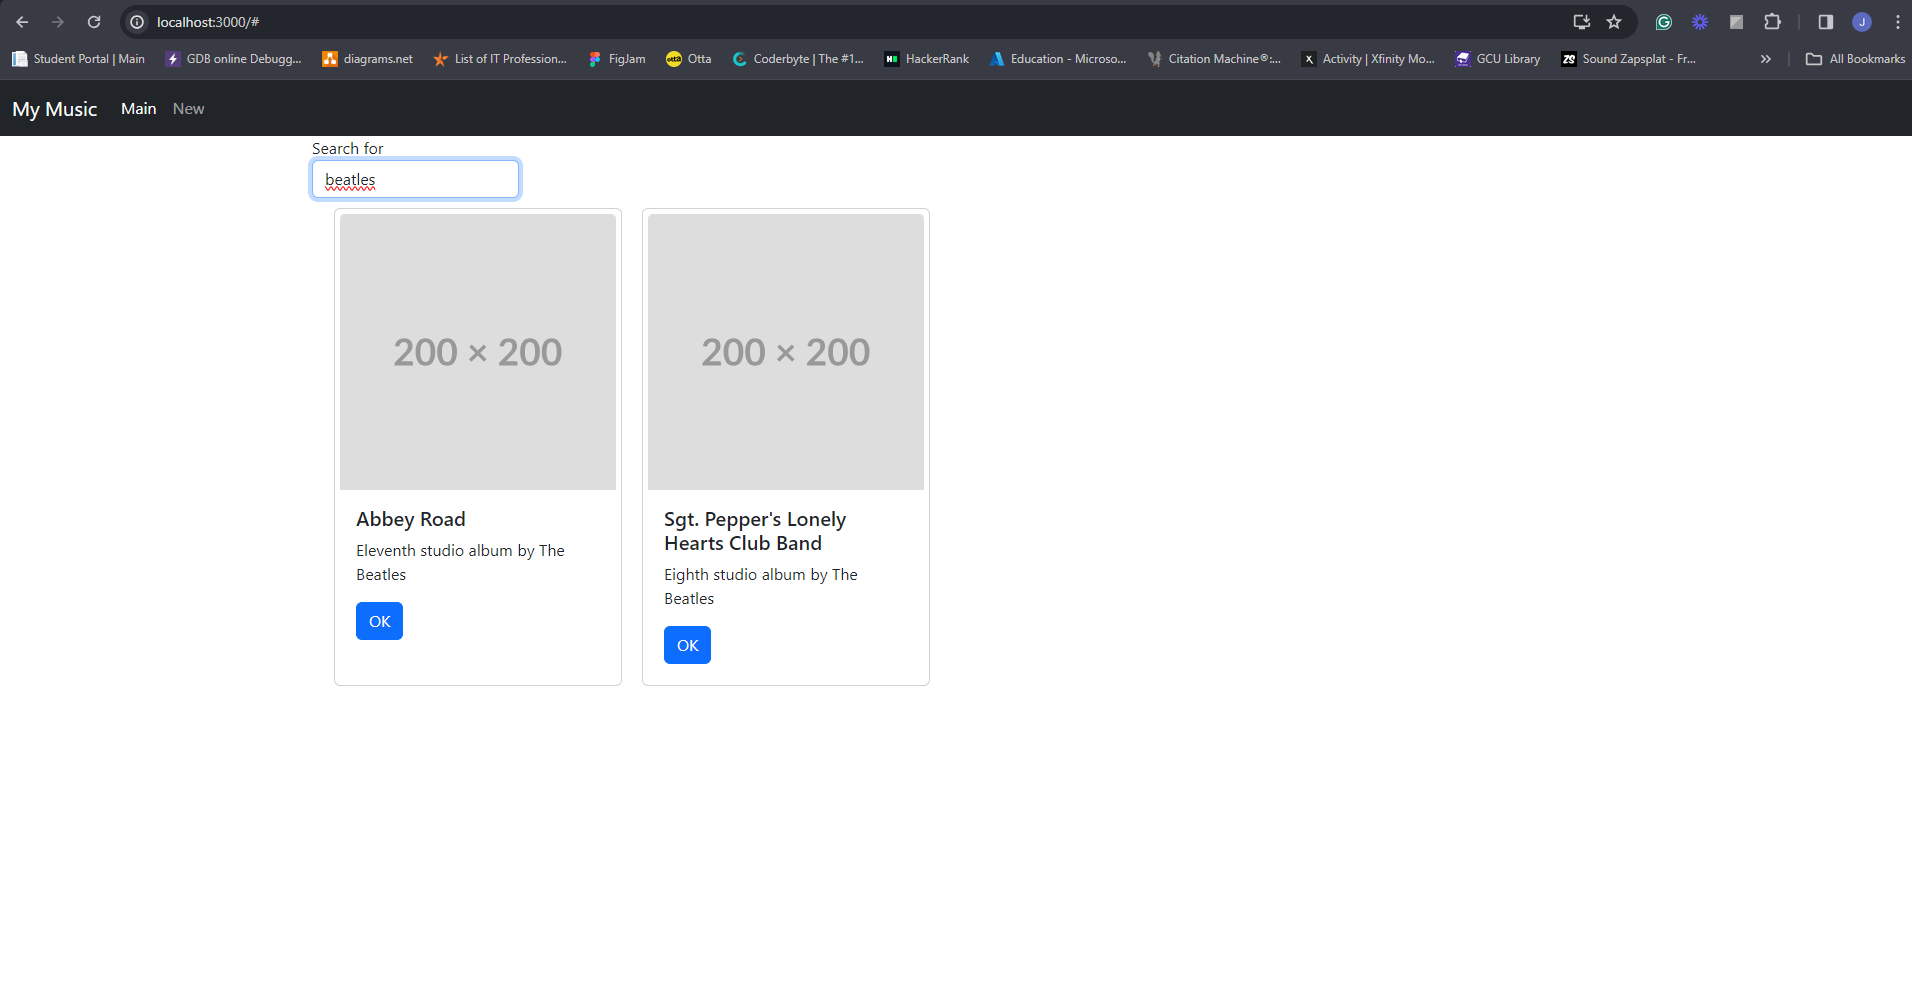 localhost:3000/#
J
Student Portal | Main
GDB online Debugg...
diagrams.net
List of IT Profession...
FigJam
otta Otta
Coderbyte | The #1...
HackerRank
Education - Microso...
Citation Machine®:...
X Activity | Xfinity Mo...
GCU Library
ZS Sound Zapsplat - Fr...
All Bookmarks
My Music Main New
Search for
beatles
200 × 200
Abbey Road
Eleventh studio album by The
Beatles
OK
200 × 200
Sgt. Pepper's Lonely
Hearts Club Band
Eighth studio album by The
Beatles
OK